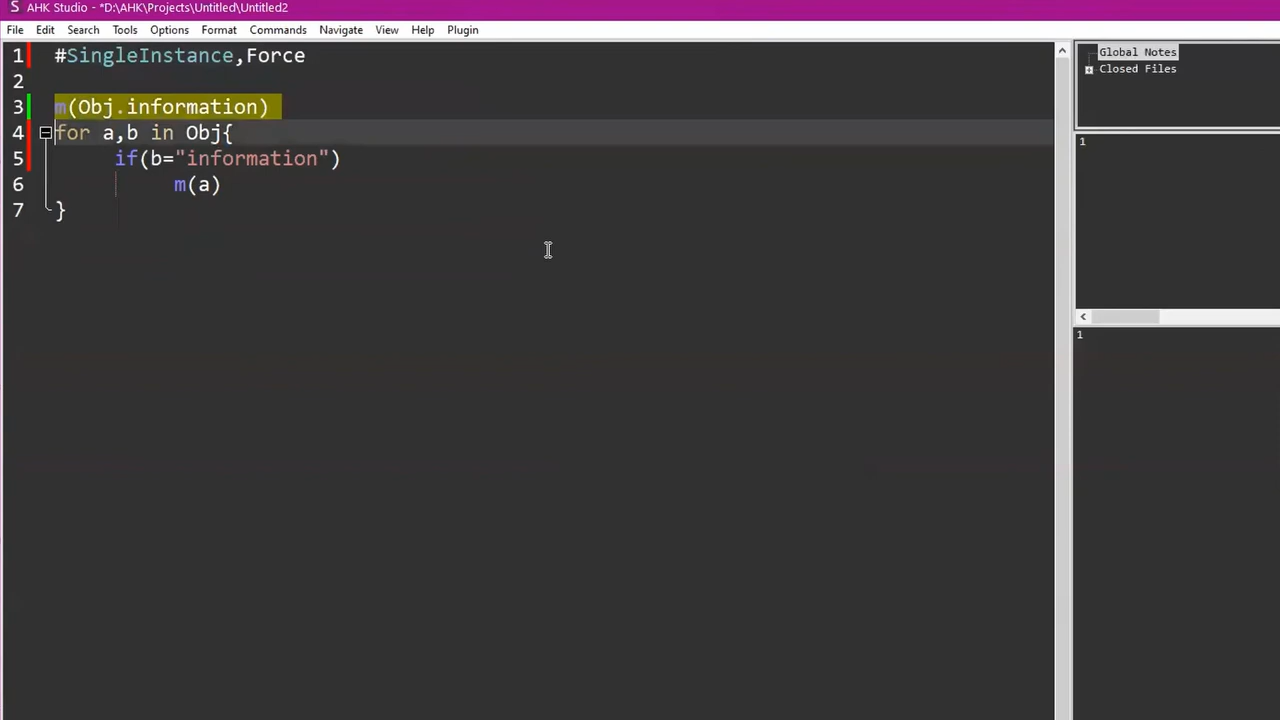 S AHK Studio - *D:\AHK\Projects\Untitled\Untitled2
File Edit Search Tools Options Format Commands Navigate View Help Plugin
1 #SingleInstance,Force
2
3 m(Obj.information)
4 for a,b in Obj{
5 if(b="information")
6 m(a)
7 }
Global Notes
Closed Files
1
1